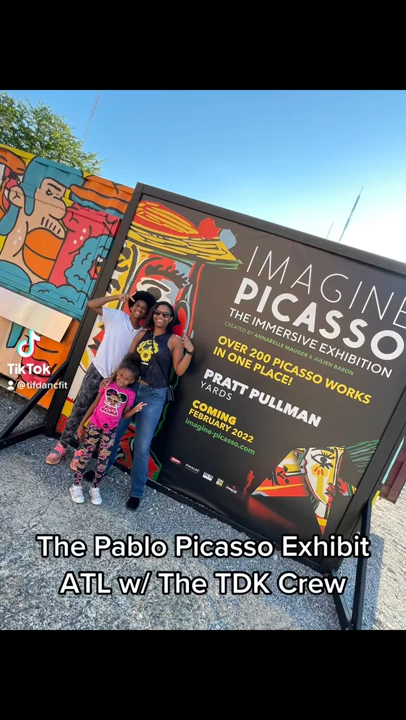 IMAGINE
PICASSO
THE IMMERSIVE EXHIBITION
CREATED BY ANNABELLE MAUGER & JULIEN BARON
OVER 200 PICASSO WORKS
IN ONE PLACE!
PRATT PULLMAN
YARDS
COMING
FEBRUARY 2022
imagine-picasso.com
TikTok
@tifdancfit
The Pablo Picasso Exhibit
ATL w/ The TDK Crew